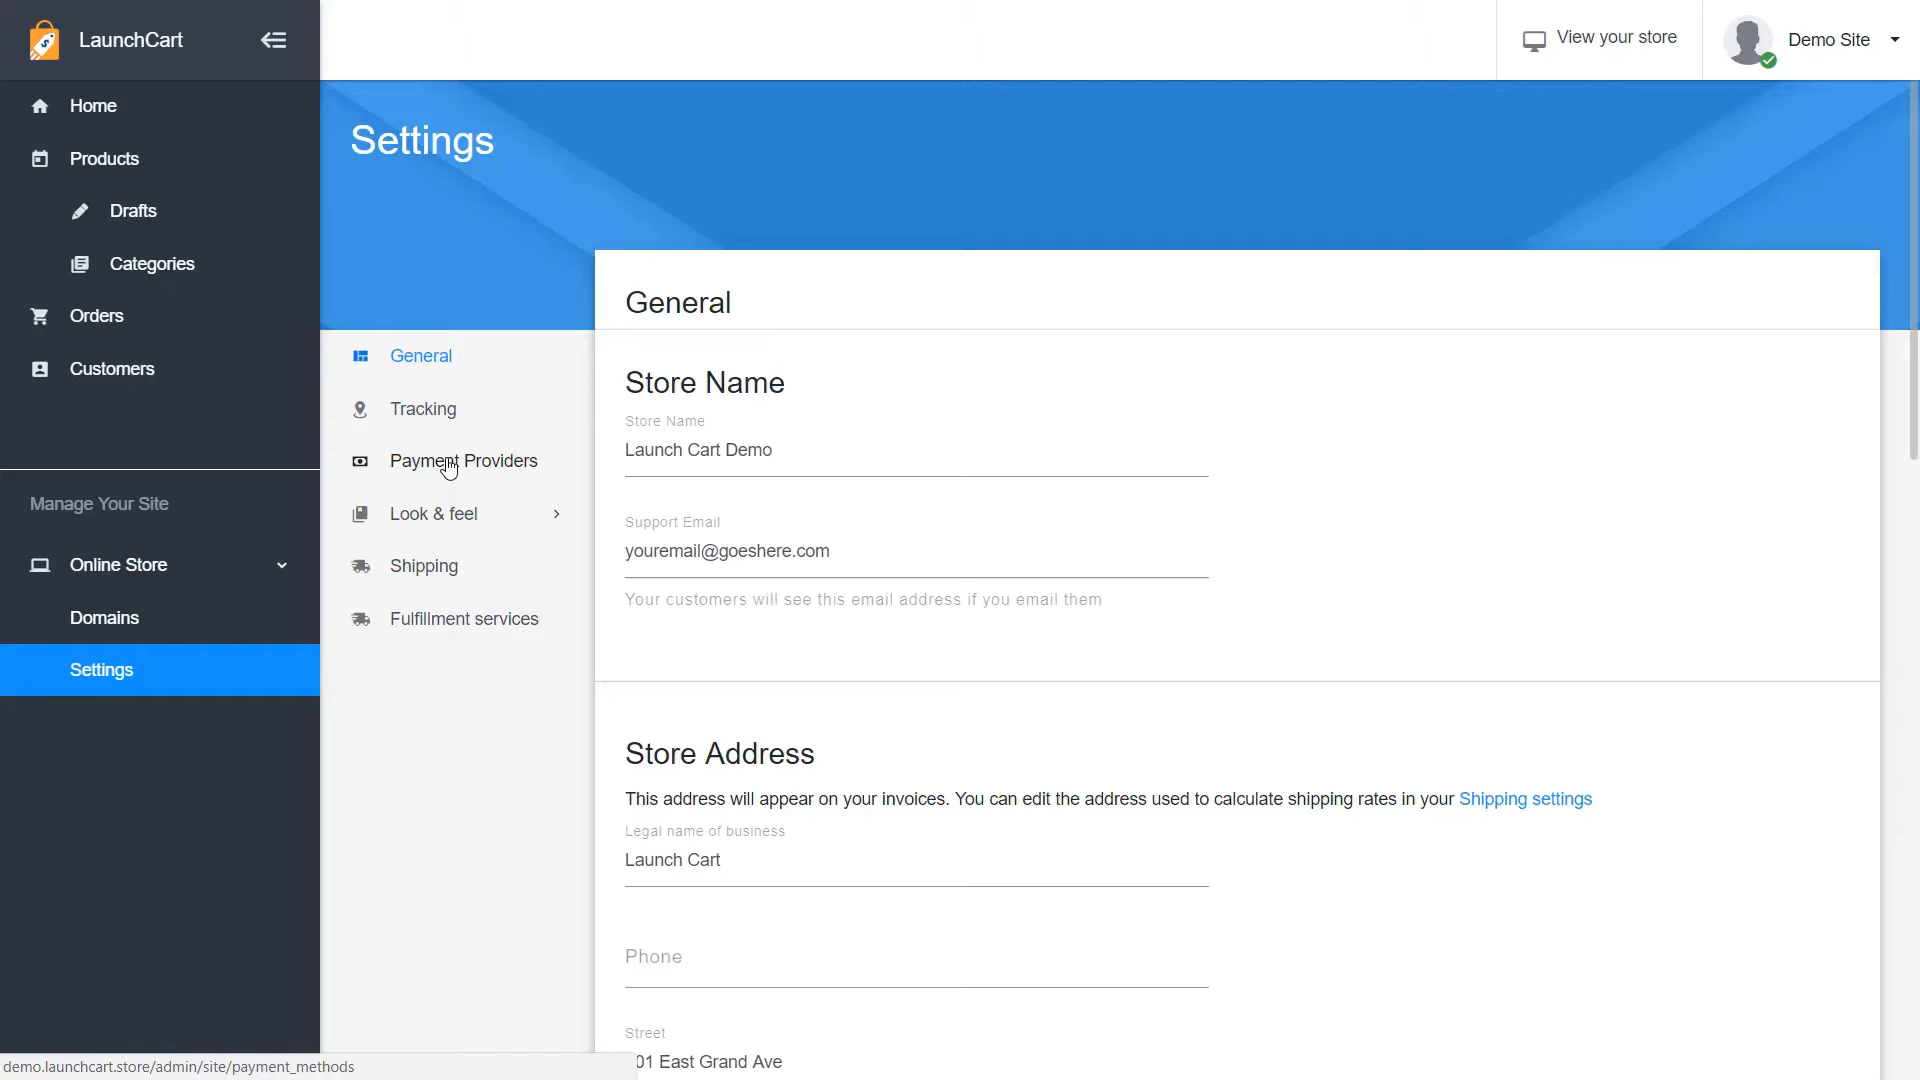 LaunchCart
View your store
Demo Site
Home
Products
Drafts
Categories
Orders
Customers
Manage Your Site
Online Store
Domains
Settings
Settings
General
Tracking
Payment Providers
Look & feel
Shipping
Fulfillment services
General
Store Name
Store Name
Launch Cart Demo
Support Email
youremail@goeshere.com
Your customers will see this email address if you email them
Store Address
This address will appear on your invoices. You can edit the address used to calculate shipping rates in your Shipping settings
Legal name of business
Launch Cart
Phone
Street
01 East Grand Ave
demo.launchcart.store/admin/site/payment_methods